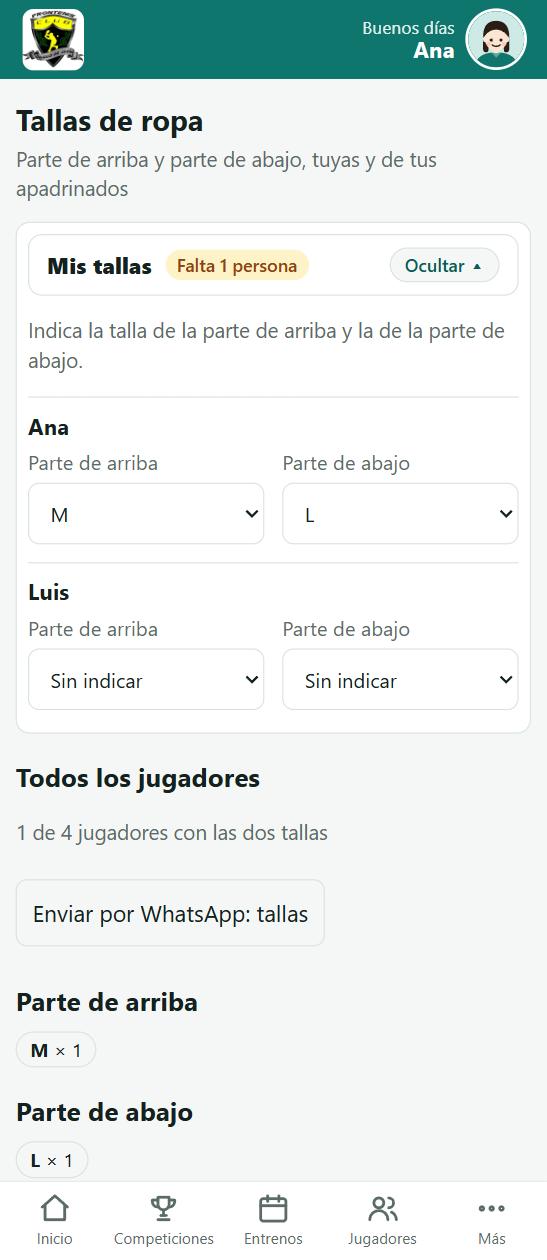 FRONTENIS
CLUB
Buenos días
Ana
Tallas de ropa
Parte de arriba y parte de abajo, tuyas y de tus
apadrinados
Mis tallas
Falta 1 persona
Ocultar ▲
Indica la talla de la parte de arriba y la de la parte de
abajo.
Ana
Parte de arriba
Parte de abajo
M
L
Luis
Parte de arriba
Parte de abajo
Sin indicar
Sin indicar
Todos los jugadores
1 de 4 jugadores con las dos tallas
Enviar por WhatsApp: tallas
Parte de arriba
M × 1
Parte de abajo
L × 1
Inicio
Competiciones
Entrenos
Jugadores
Más